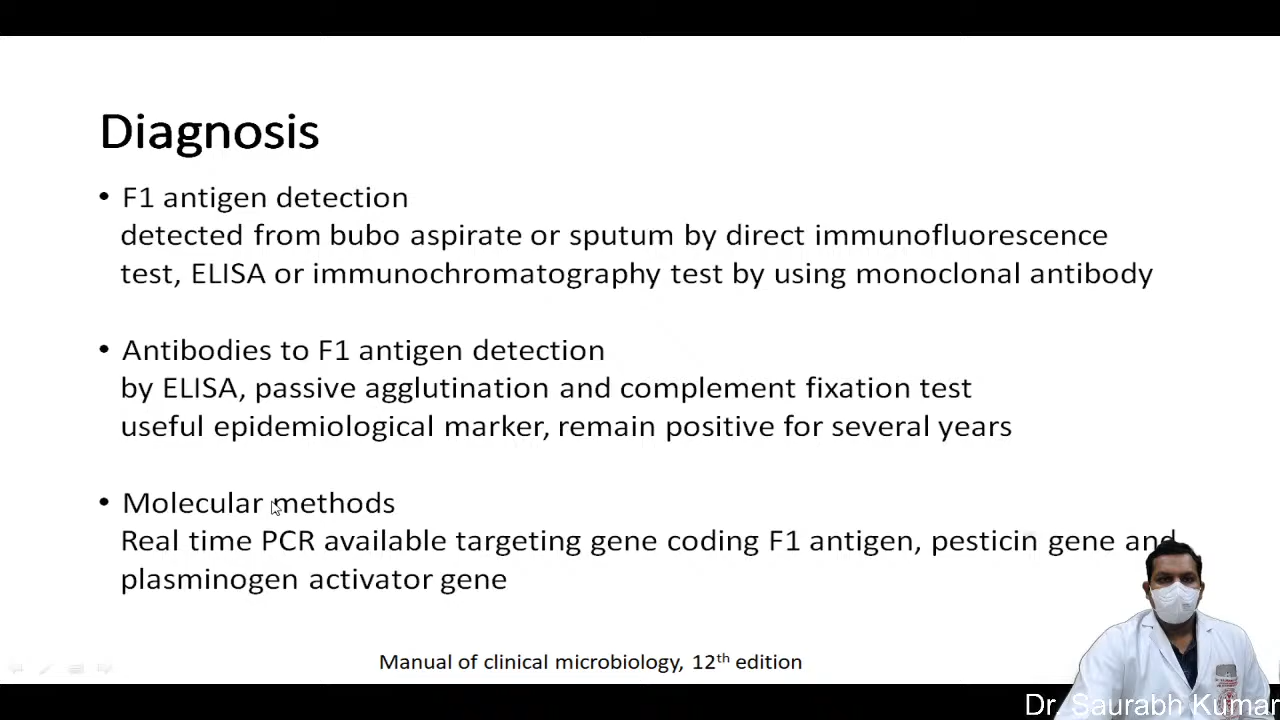 Diagnosis
• F1 antigen detection
detected from bubo aspirate or sputum by direct immunofluorescence
test, ELISA or immunochromatography test by using monoclonal antibody
• Antibodies to F1 antigen detection
by ELISA, passive agglutination and complement fixation test
useful epidemiological marker, remain positive for several years
• Molecular methods
Real time PCR available targeting gene coding F1 antigen, pesticin gene and
plasminogen activator gene
Manual of clinical microbiology, 12th edition
Dr. Saurabh Kumar